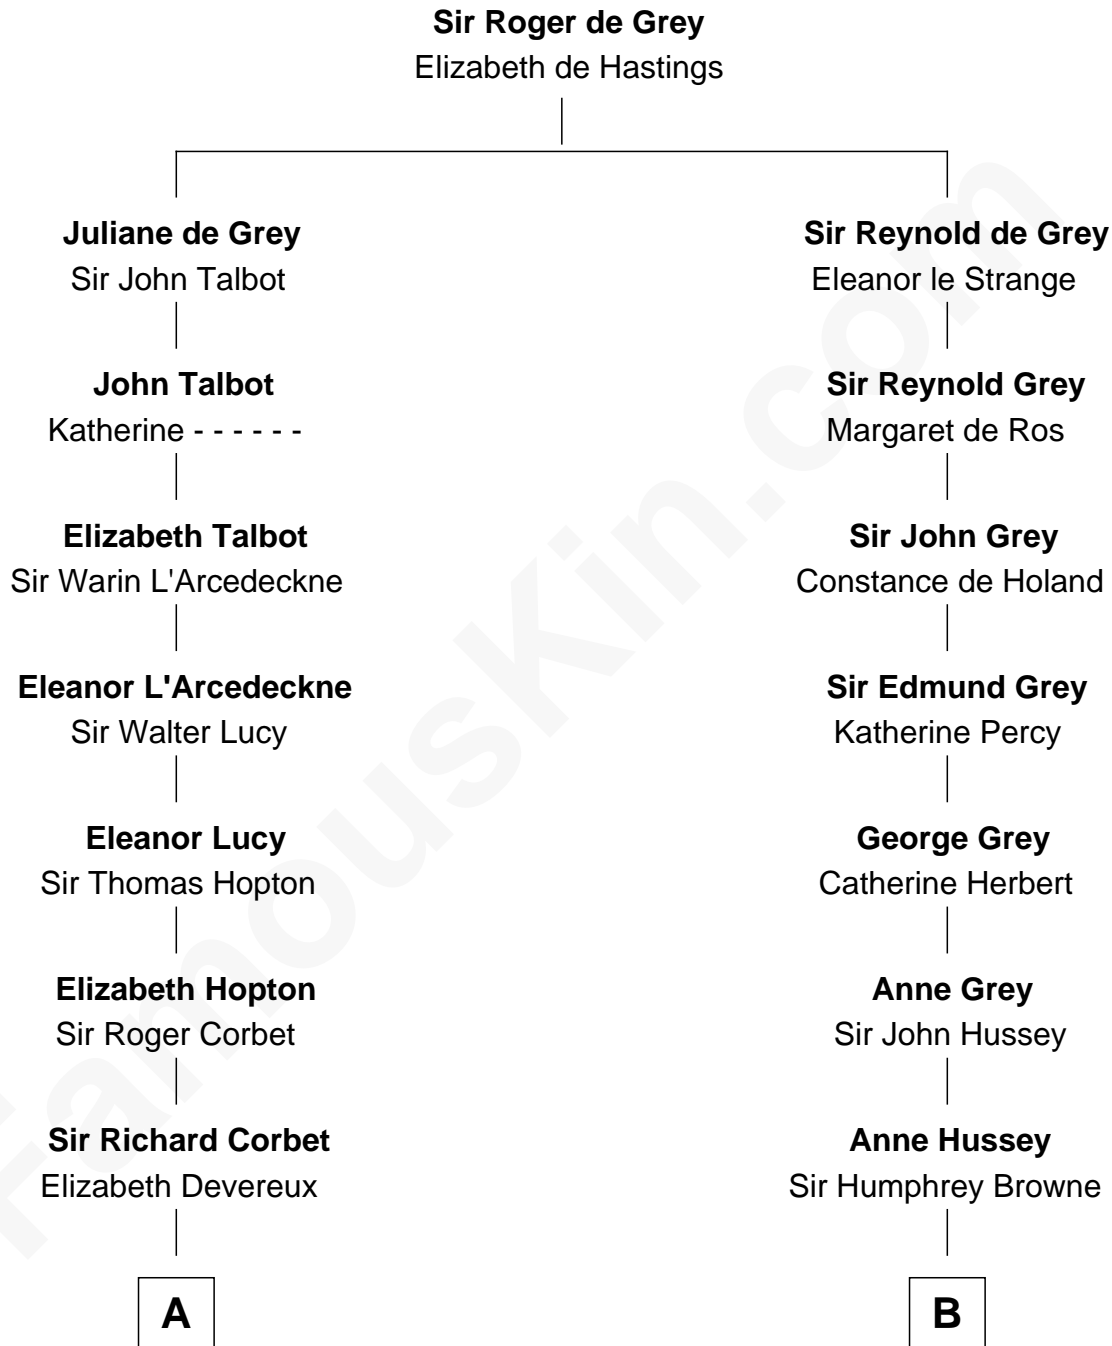 Sir Roger de Grey
Elizabeth de Hastings
Juliane de Grey
Sir John Talbot
Sir Reynold de Grey
Eleanor le Strange
John Talbot
Katherine - - - - - -
Sir Reynold Grey
Margaret de Ros
Elizabeth Talbot
Sir Warin L'Arcedeckne
Sir John Grey
Constance de Holand
Eleanor L'Arcedeckne
Sir Walter Lucy
Sir Edmund Grey
Katherine Percy
Eleanor Lucy
Sir Thomas Hopton
George Grey
Catherine Herbert
Elizabeth Hopton
Sir Roger Corbet
Anne Grey
Sir John Hussey
Sir Richard Corbet
Elizabeth Devereux
Anne Hussey
Sir Humphrey Browne
A
B
FamousKin.com